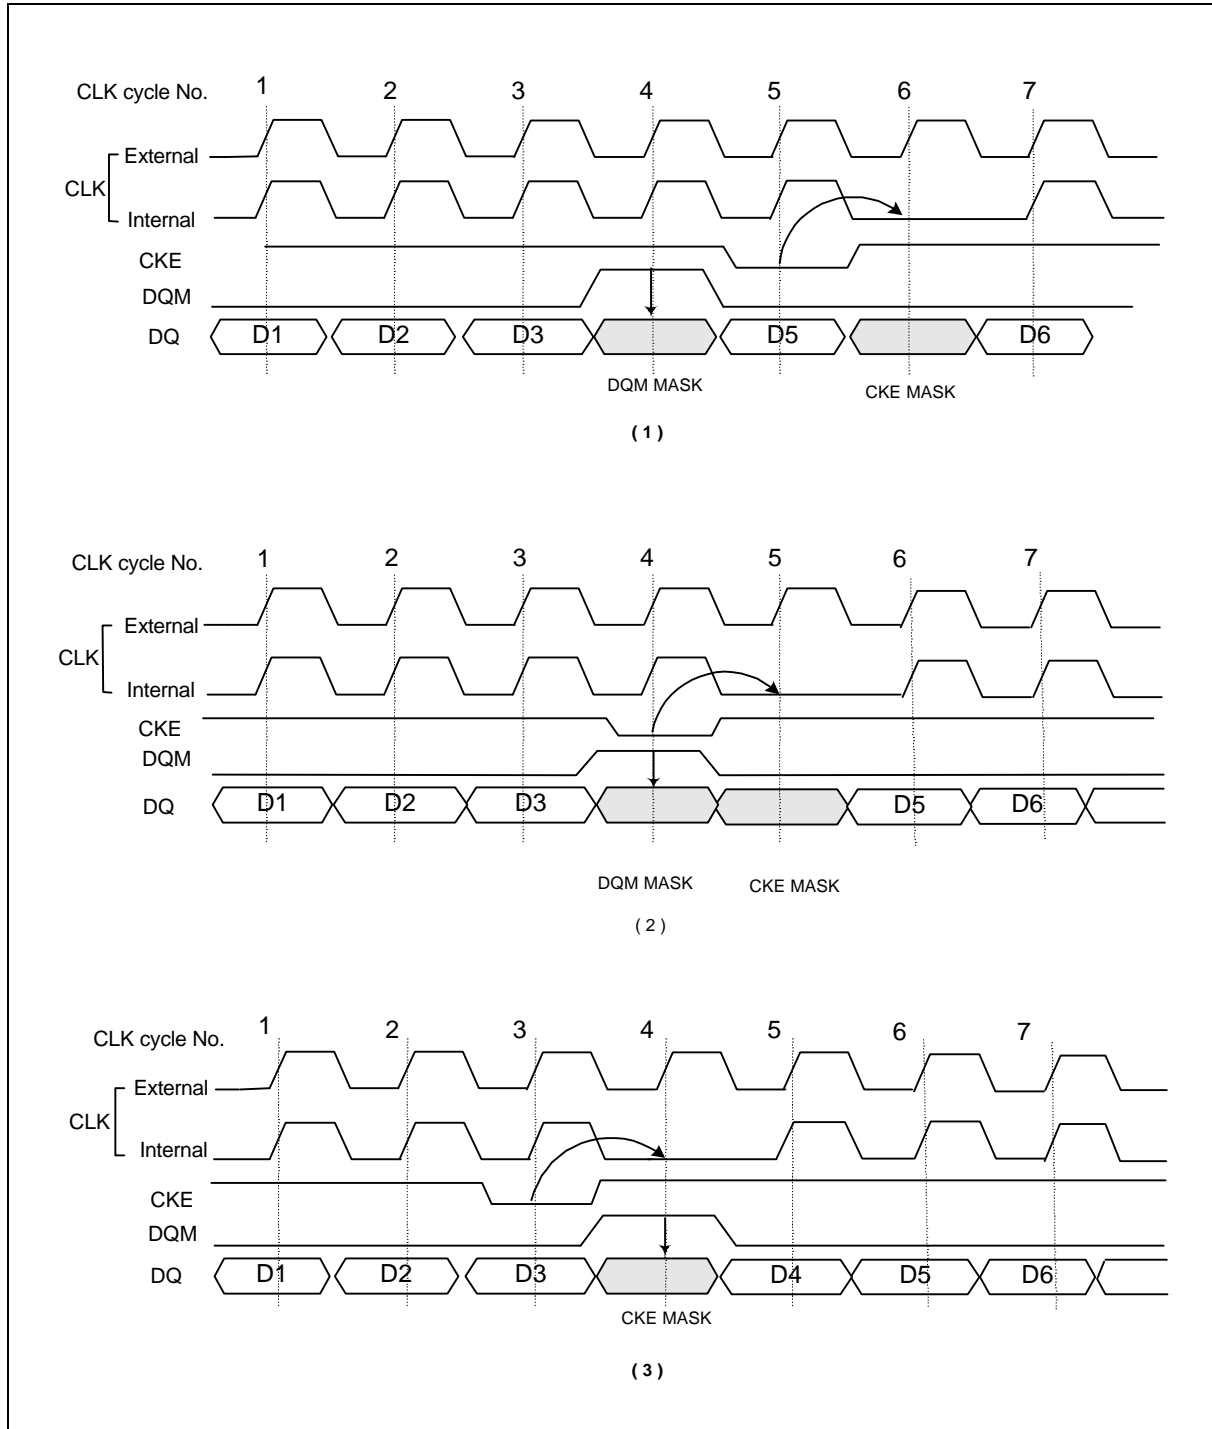 CLK cycle No. 1 2 3 4 5 6 7
External
CLK
Internal
CKE
DQM
DQ D1 D2 D3 D5 D6
DQM MASK CKE MASK
( 1 )
CLK cycle No. 1 2 3 4 5 6 7
External
CLK
Internal
CKE
DQM
DQ D1 D2 D3 D5 D6
DQM MASK CKE MASK
( 2 )
CLK cycle No. 1 2 3 4 5 6 7
External
CLK
Internal
CKE
DQM
DQ D1 D2 D3 D4 D5 D6
CKE MASK
( 3 )